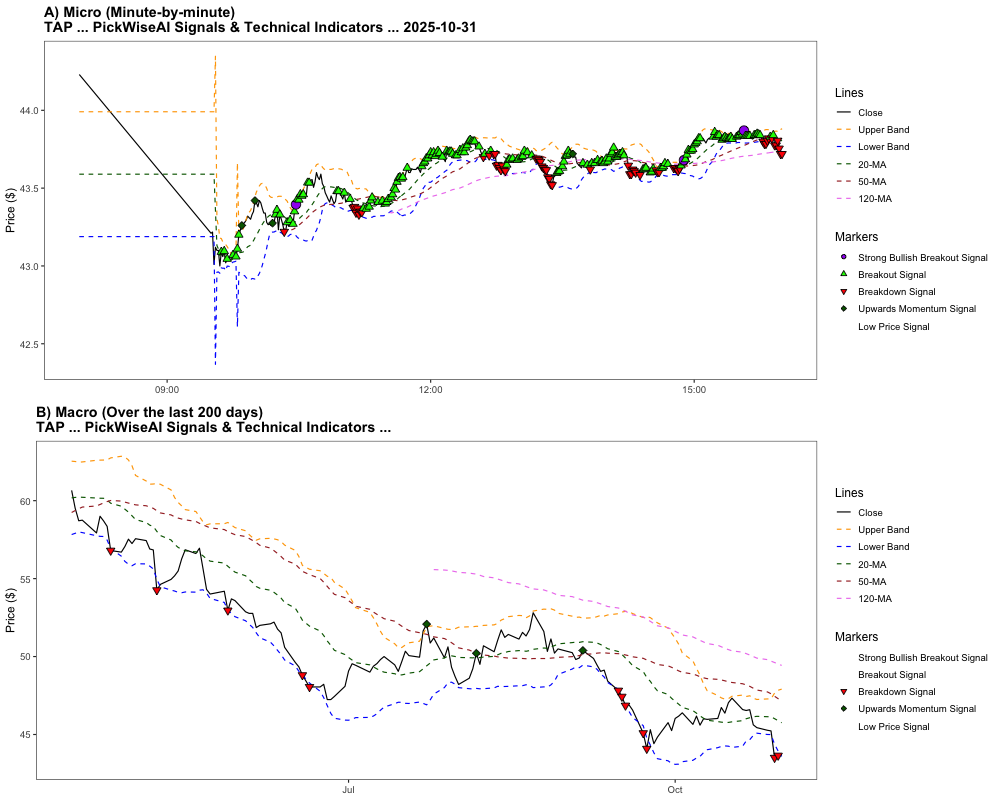 A) Micro (Minute-by-minute)
TAP ... PickWiseAI Signals & Technical Indicators ... 2025-10-31
Price ($)
44.0
43.5
43.0
42.5
09:00
12:00
15:00
Lines
Close
Upper Band
Lower Band
20-MA
50-MA
120-MA
Markers
Strong Bullish Breakout Signal
Breakout Signal
Breakdown Signal
Upwards Momentum Signal
Low Price Signal
B) Macro (Over the last 200 days)
TAP ... PickWiseAI Signals & Technical Indicators ...
Price ($)
60
55
50
45
Jul
Oct
Lines
Close
Upper Band
Lower Band
20-MA
50-MA
120-MA
Markers
Strong Bullish Breakout Signal
Breakout Signal
Breakdown Signal
Upwards Momentum Signal
Low Price Signal